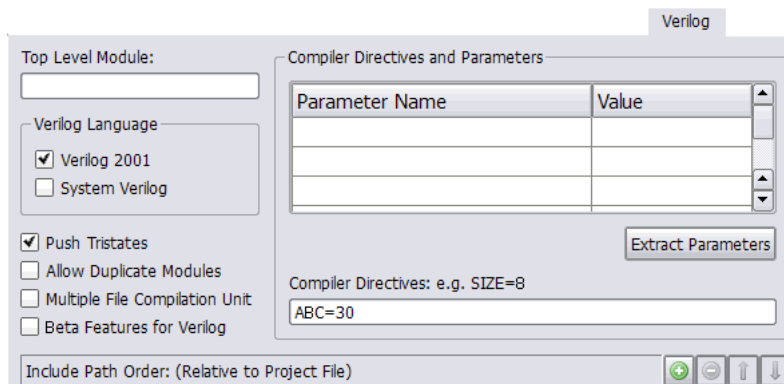 Verilog
Top Level Module:
Compiler Directives and Parameters
Parameter Name
Value
Verilog Language
Verilog 2001
System Verilog
Push Tristates
Allow Duplicate Modules
Multiple File Compilation Unit
Beta Features for Verilog
Extract Parameters
Compiler Directives: e.g. SIZE=8
ABC=30
Include Path Order: (Relative to Project File)